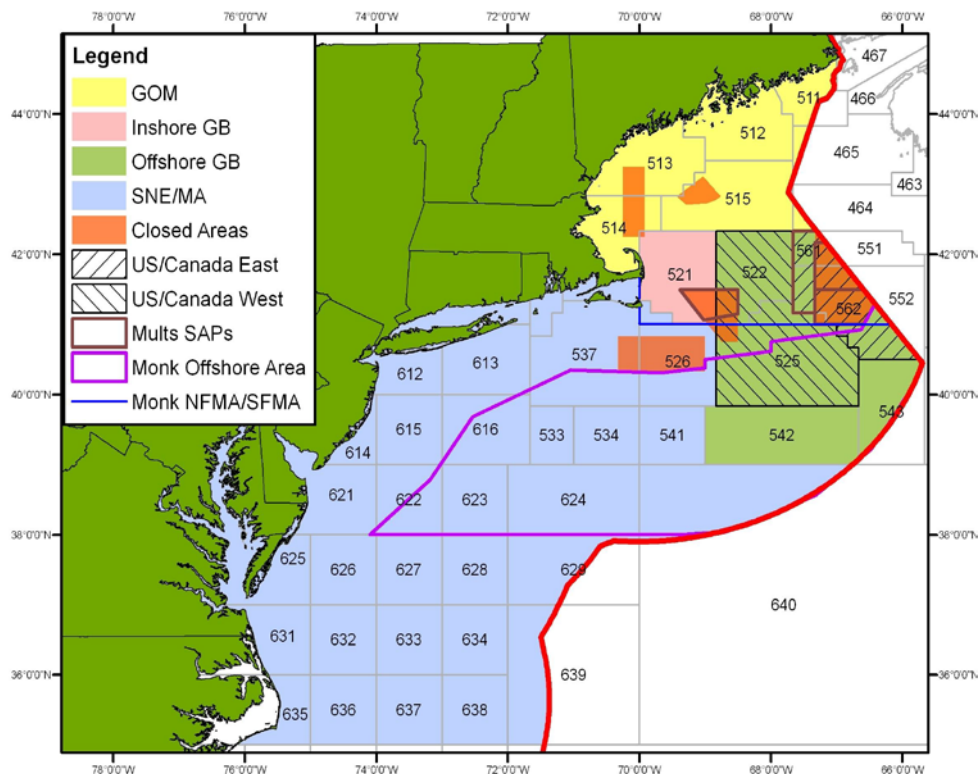 78°0'0"W 76°0'0"W 74°0'0"W 72°0'0"W 70°0'0"W 68°0'0"W 66°0'0"W
Legend
GOM
Inshore GB
Offshore GB
SNE/MA
Closed Areas
US/Canada East
US/Canada West
Mults SAPs
Monk Offshore Area
Monk NFMA/SFMA
44°0'0"N 44°0'0"N
42°0'0"N 42°0'0"N
40°0'0"N 40°0'0"N
38°0'0"N 38°0'0"N
36°0'0"N 36°0'0"N
467
511 466
512
513 465
463
515 464
514
561 551
521 522
562 552
537 526 525
613
612
543
615 616 533 534 541 542
614
621 622 623 624
625 626 627 628 629
640
631 632 633 634
639
635 636 637 638
78°0'0"W 76°0'0"W 74°0'0"W 72°0'0"W 70°0'0"W 68°0'0"W 66°0'0"W